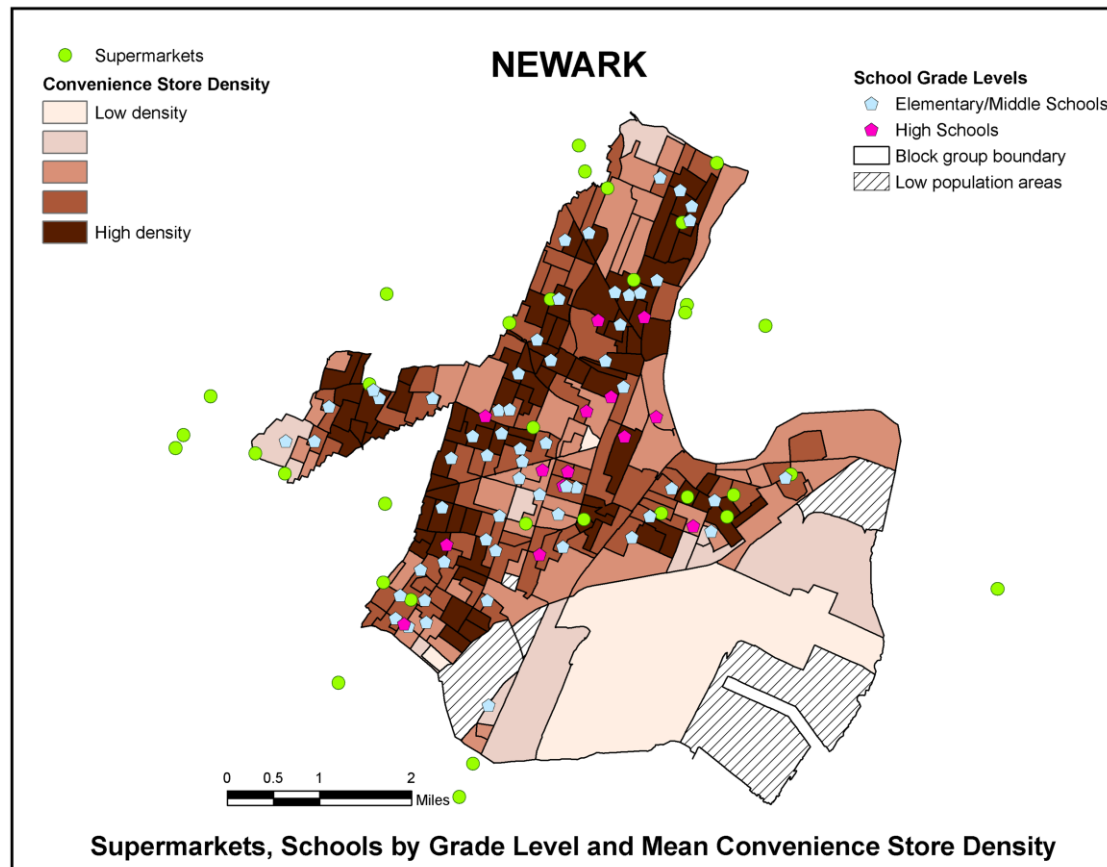 NEWARK
Supermarkets
Convenience Store Density
Low density
High density
School Grade Levels
Elementary/Middle Schools
High Schools
Block group boundary
Low population areas
0 0.5 1 2
Miles
Supermarkets, Schools by Grade Level and Mean Convenience Store Density